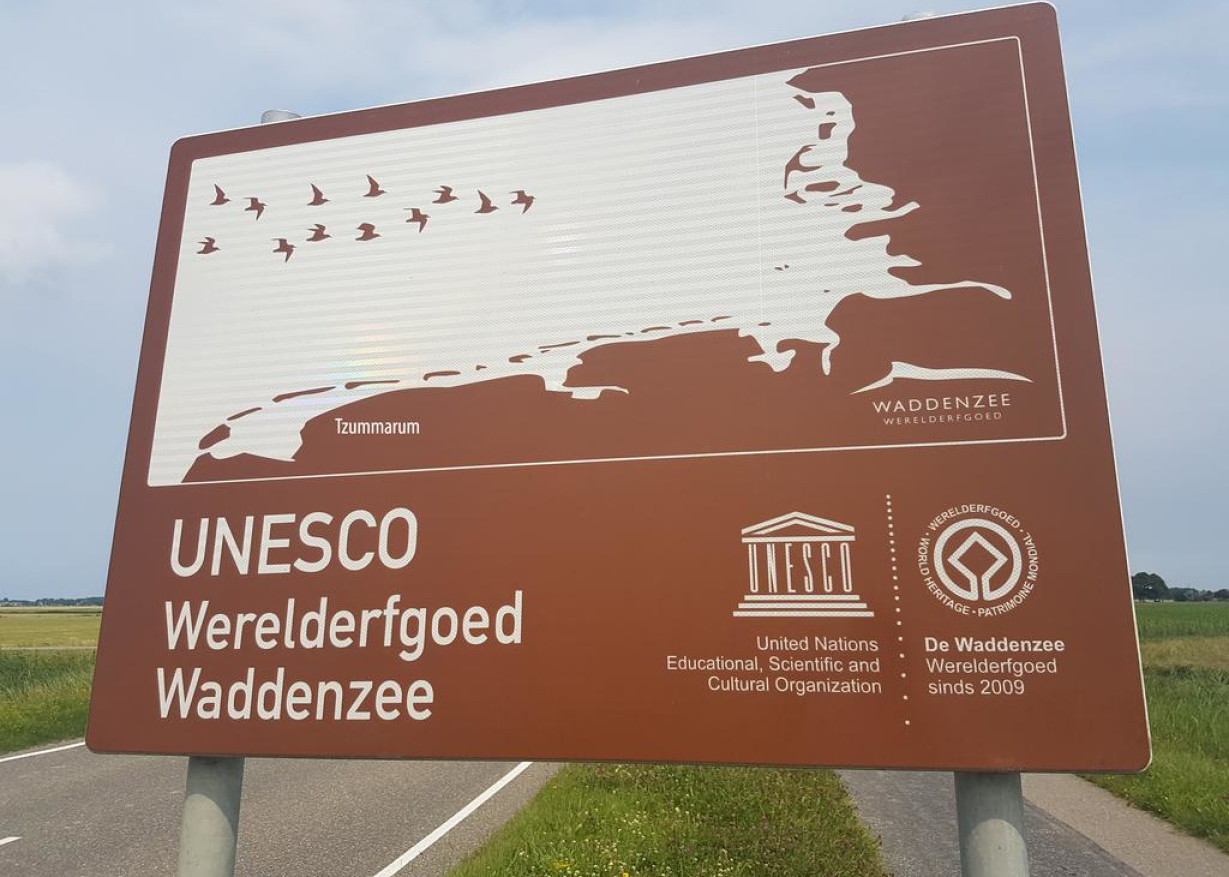 Tzummarum
WADDENZEE
WERELDERFGOED
UNESCO
Werelderfgoed
Waddenzee
UNESCO
United Nations
Educational, Scientific and
Cultural Organization
WERELDERFGOED • WORLD HERITAGE • PATRIMOINE MONDIAL •
De Waddenzee
Werelderfgoed
sinds 2009